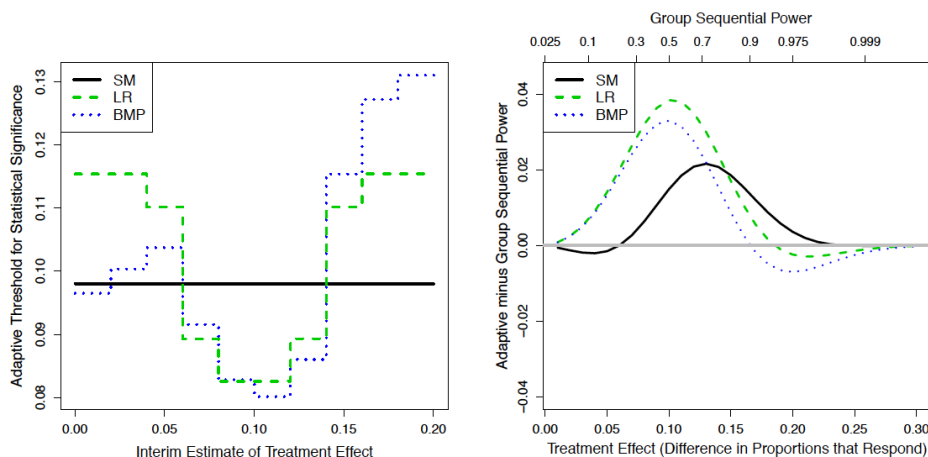 SM
LR
BMP
0.08
0.09
0.10
0.11
0.12
0.13
Adaptive Threshold for Statistical Significance
0.00
0.05
0.10
0.15
0.20
Interim Estimate of Treatment Effect
Group Sequential Power
0.025
0.1
0.3
0.5
0.7
0.9
0.975
0.999
SM
LR
BMP
0.04
0.02
0.00
−0.02
−0.04
Adaptive minus Group Sequential Power
0.00
0.05
0.10
0.15
0.20
0.25
0.30
Treatment Effect (Difference in Proportions that Respond)